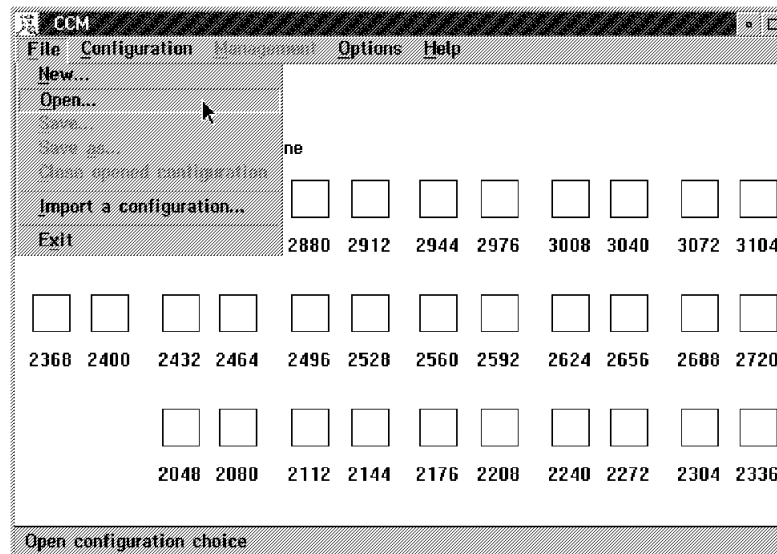 CCM
File Configuration Management Options Help
New...
Open...
Save...
Save as...
ne
Close opened configuration
Import a configuration...
Exit
2880 2912 2944 2976 3008 3040 3072 3104
2368 2400 2432 2464 2496 2528 2560 2592 2624 2656 2688 2720
2048 2080 2112 2144 2176 2208 2240 2272 2304 2336
Open configuration choice